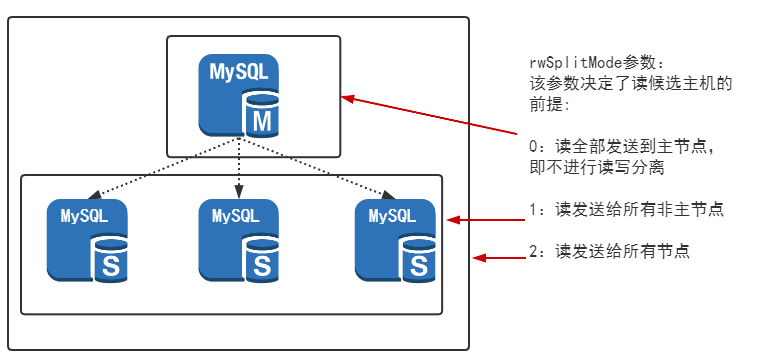 MySQL
M
MySQL
S
MySQL
S
MySQL
S
rwSplitMode参数:
该参数决定了读候选主机的
前提:
0: 读全部发送到主节点,
即不进行读写分离
1: 读发送给所有非主节点
2: 读发送给所有节点